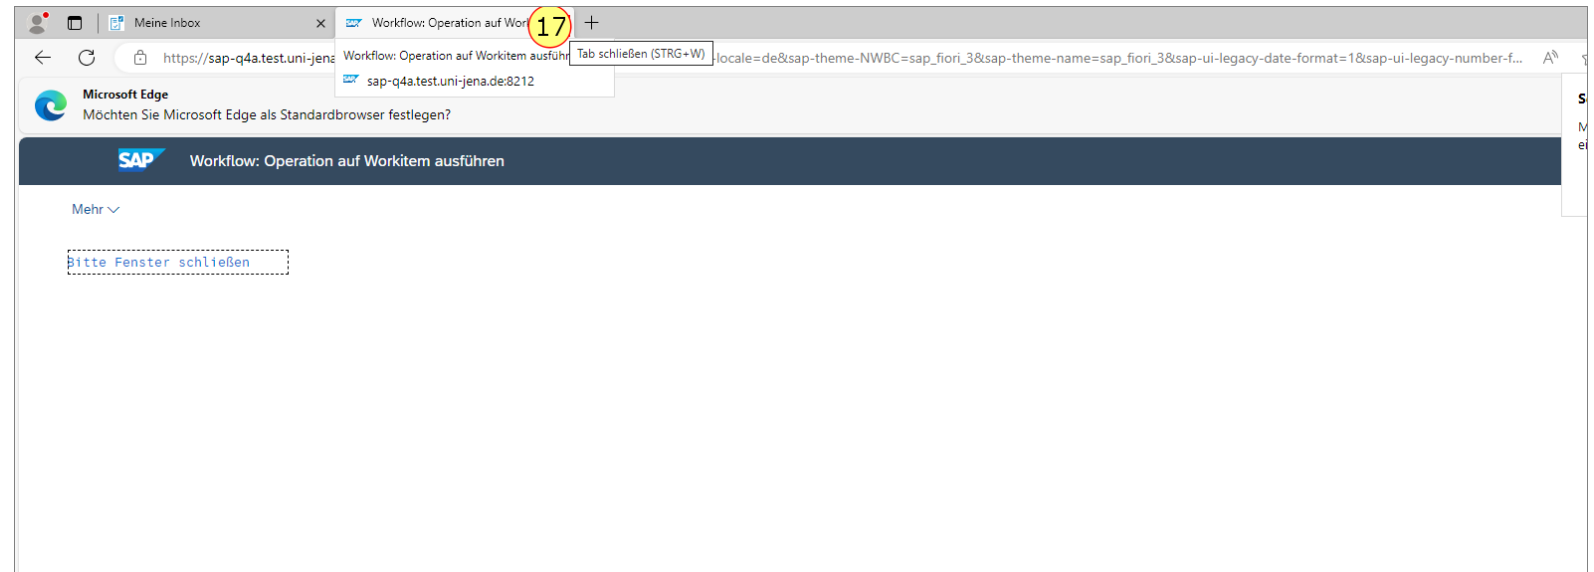 Meine Inbox
Workflow: Operation auf Wor
17
https://sap-q4a.test.uni-jena
Workflow: Operation auf Workitem ausführ
Tab schließen (STRG+W)
-locale=de&sap-theme-NWBC=sap_fiori_3&sap-theme-name=sap_fiori_3&sap-ui-legacy-date-format=1&sap-ui-legacy-number-f...
sap-q4a.test.uni-jena.de:8212
Microsoft Edge
Möchten Sie Microsoft Edge als Standardbrowser festlegen?
SAP
Workflow: Operation auf Workitem ausführen
Mehr
Bitte Fenster schließen